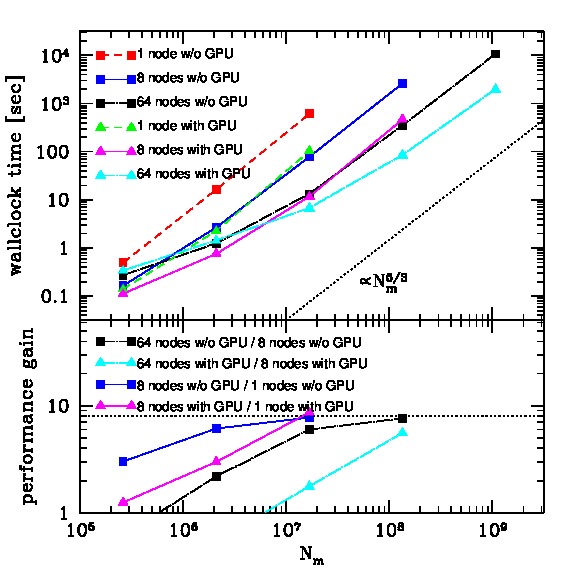 10⁴
10³
100
10
1
0.1
wallclock time [sec]
1 node w/o GPU
8 nodes w/o GPU
64 nodes w/o GPU
1 node with GPU
8 nodes with GPU
64 nodes with GPU
∝N_m^{5/3}
performance gain
10
1
64 nodes w/o GPU / 8 nodes w/o GPU
64 nodes with GPU / 8 nodes with GPU
8 nodes w/o GPU / 1 nodes w/o GPU
8 nodes with GPU / 1 node with GPU
10⁵ 10⁶ 10⁷ 10⁸ 10⁹
N_m